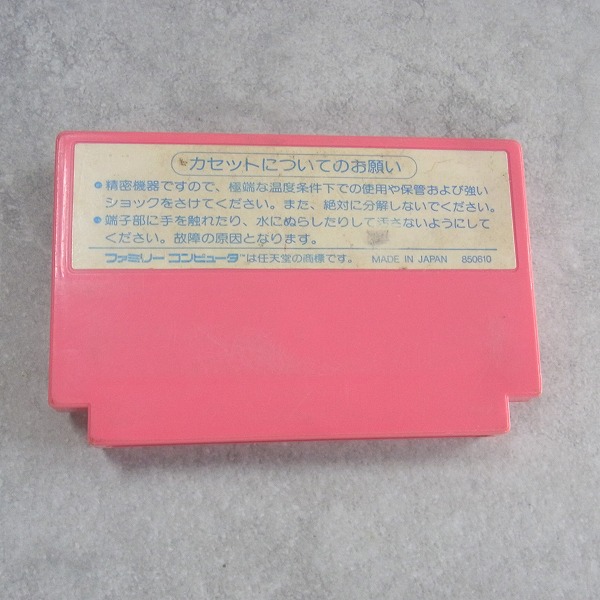 カセットについてのお願い
●精密機器ですので、極端な温度条件下での使用や保管および強い
ショックをさけてください。また、絶対に分解しないでください。
●端子部に手を触れたり、水にぬらしたりして汚さないようにして
ください。故障の原因となります。
ファミリー コンピュータ™は任天堂の商標です。 MADE IN JAPAN 850610